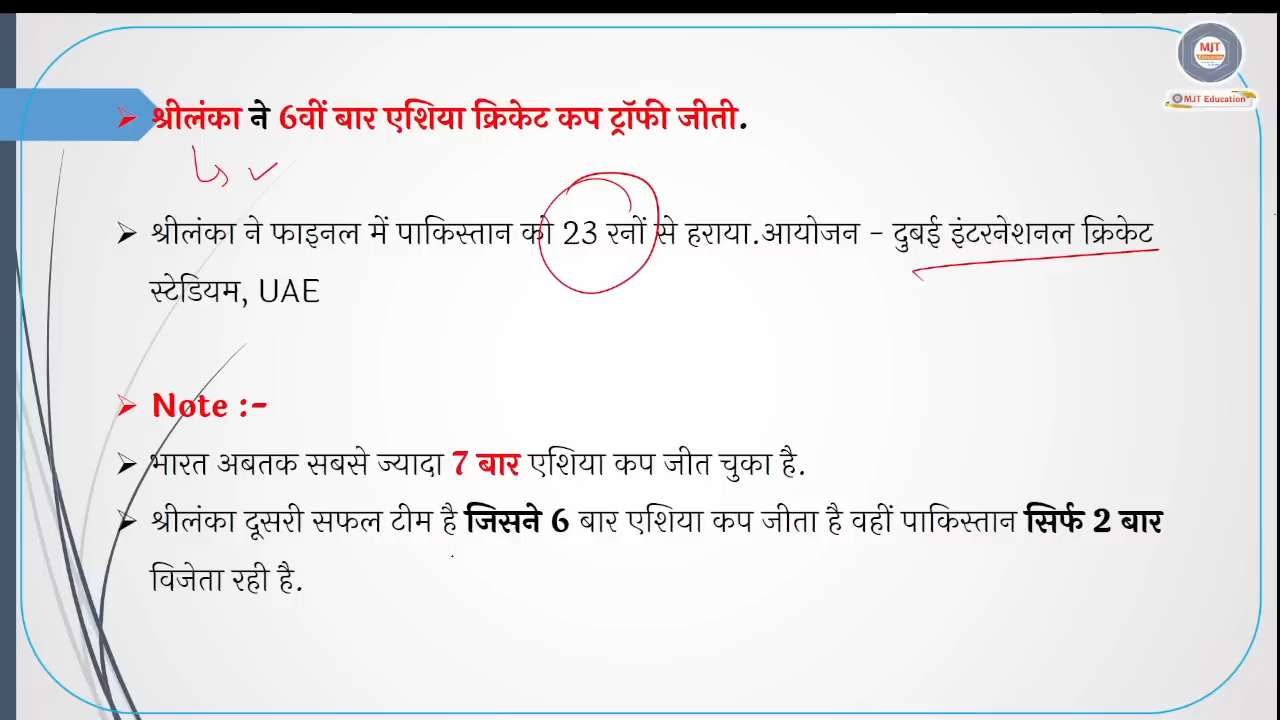 MJT
Education
MJT Education
श्रीलंका ने 6वीं बार एशिया क्रिकेट कप ट्रॉफी जीती.
श्रीलंका ने फाइनल में पाकिस्तान को 23 रनों से हराया.आयोजन - दुबई इंटरनेशनल क्रिकेट
स्टेडियम, UAE
Note :-
भारत अबतक सबसे ज्यादा 7 बार एशिया कप जीत चुका है.
श्रीलंका दूसरी सफल टीम है जिसने 6 बार एशिया कप जीता है वहीं पाकिस्तान सिर्फ 2 बार
विजेता रही है.